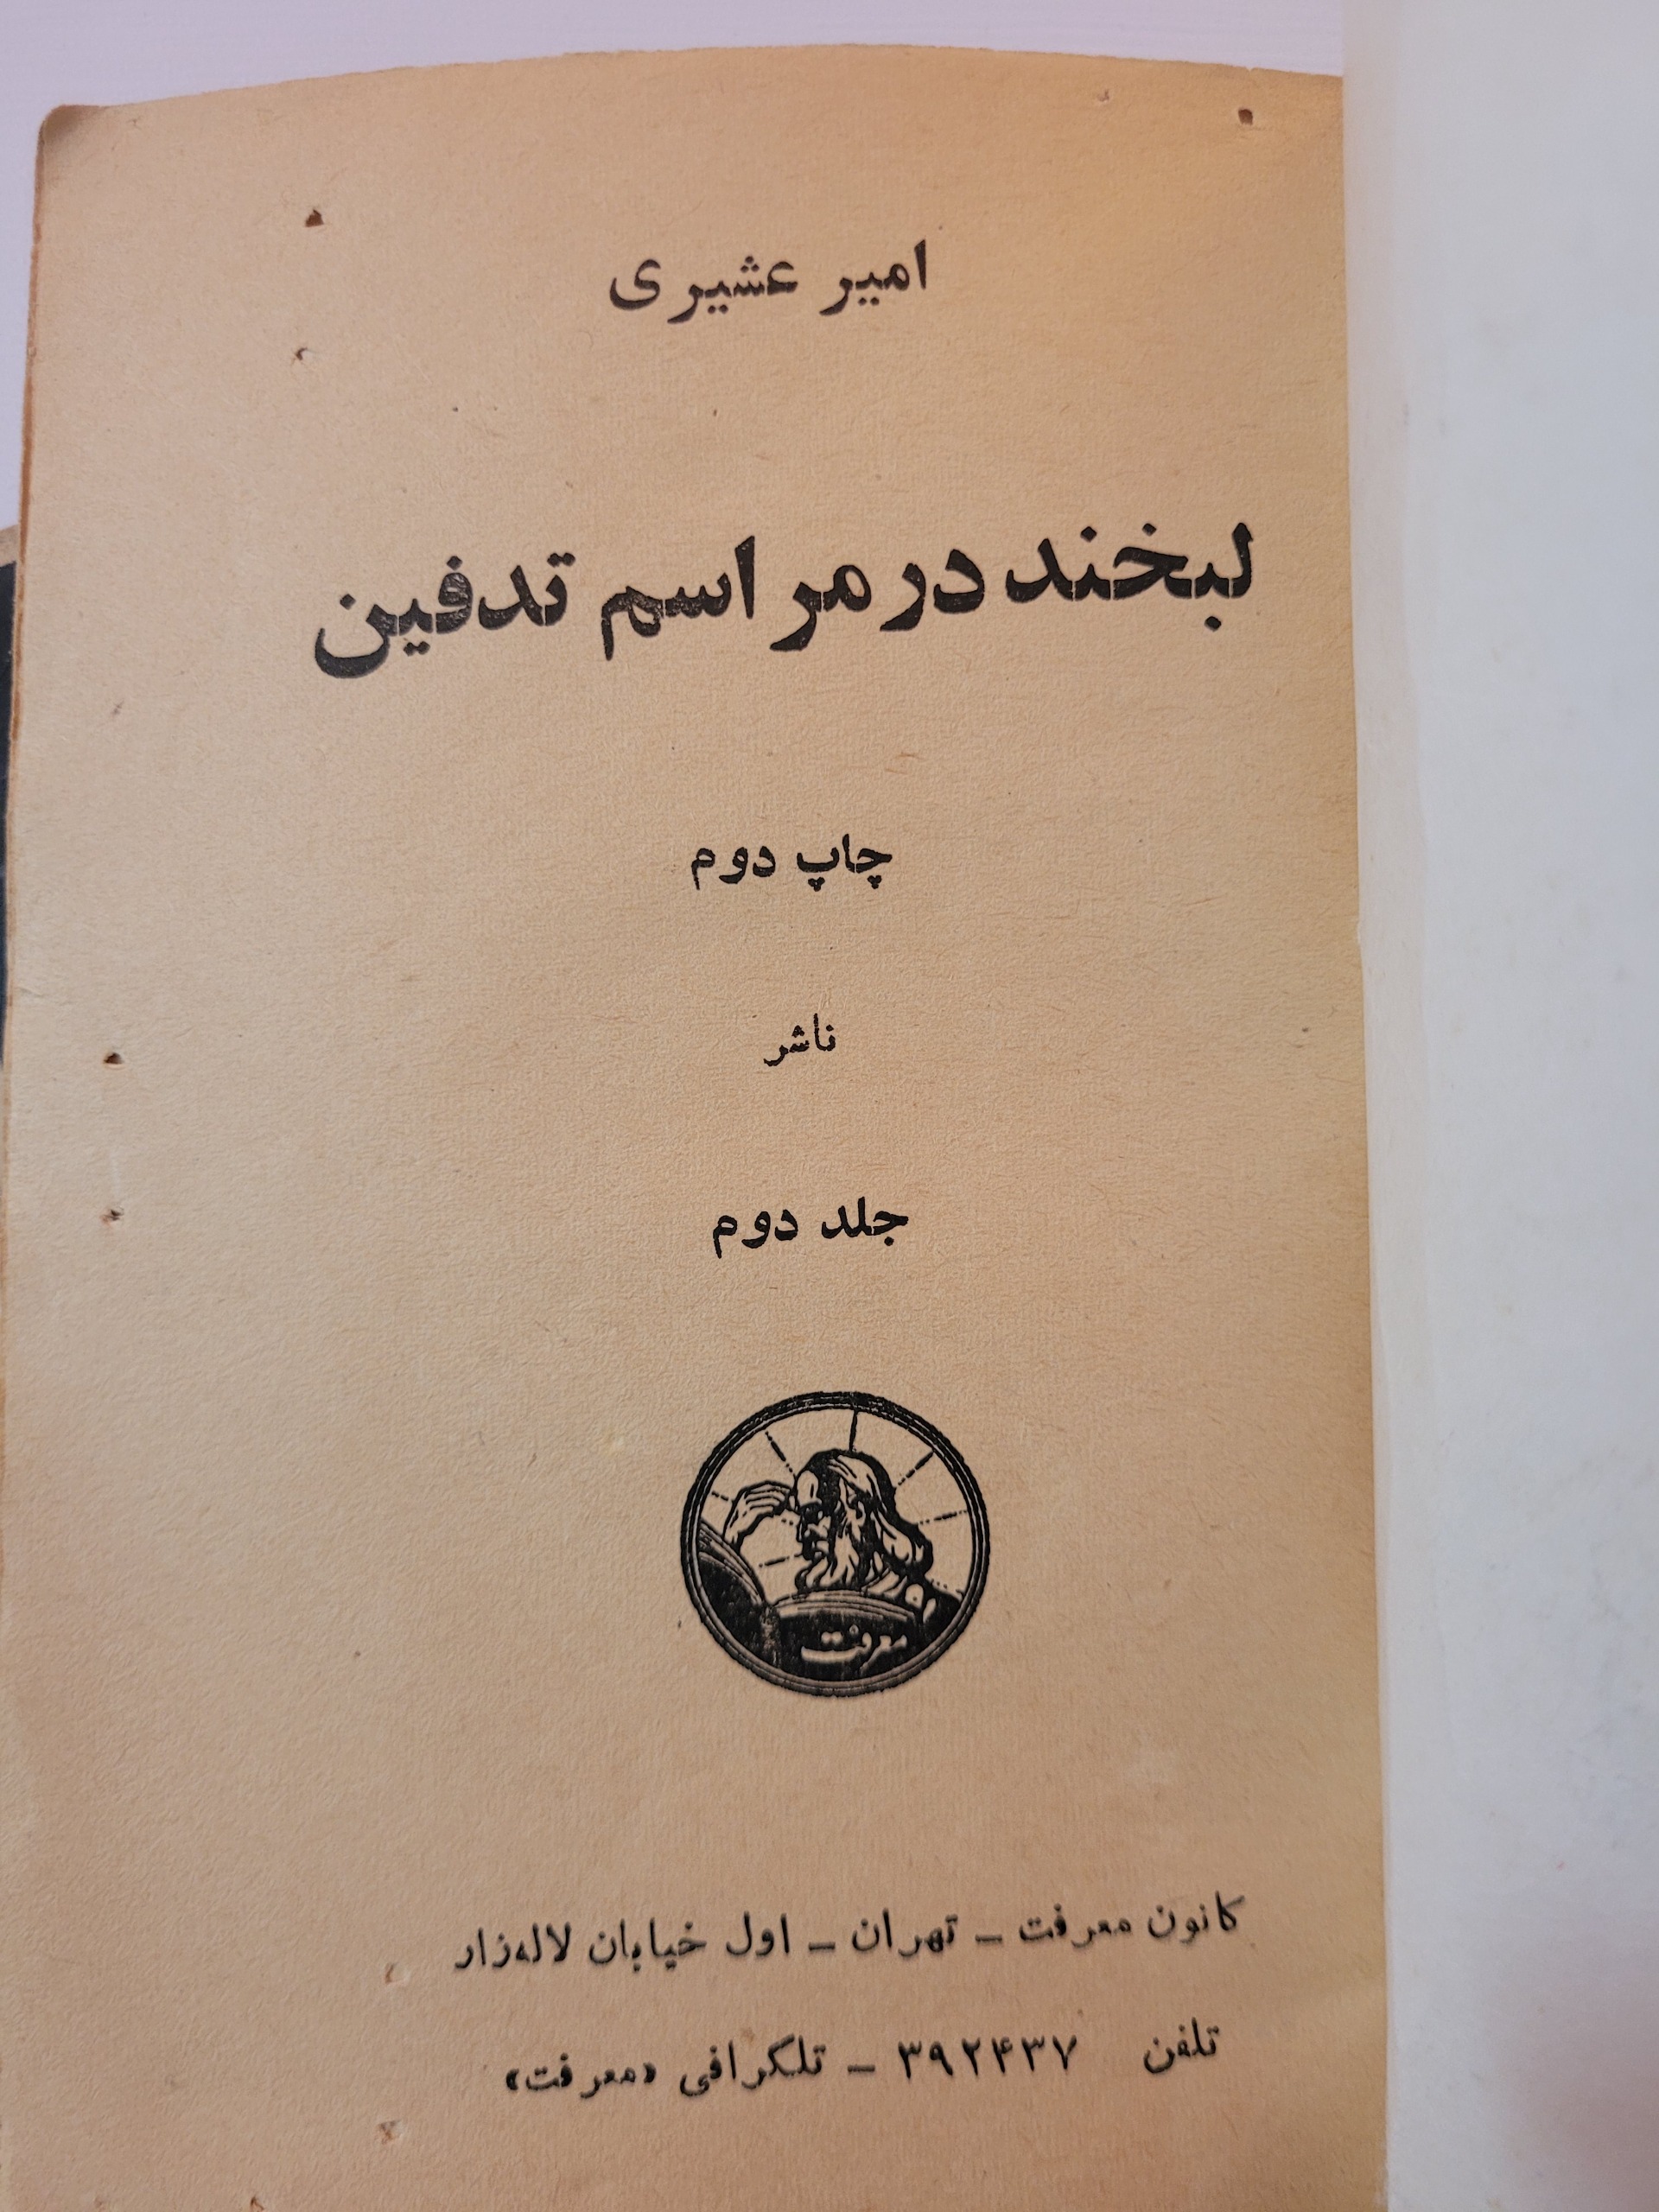 امیر عشیری
لبخند در مراسم تدفین
چاپ دوم
ناشر
جلد دوم
معرفت
کانون معرفت – تهران – اول خیابان لاله‌زار
تلفن ۳۹۲۴۳۷ – تلگرافی «معرفت»